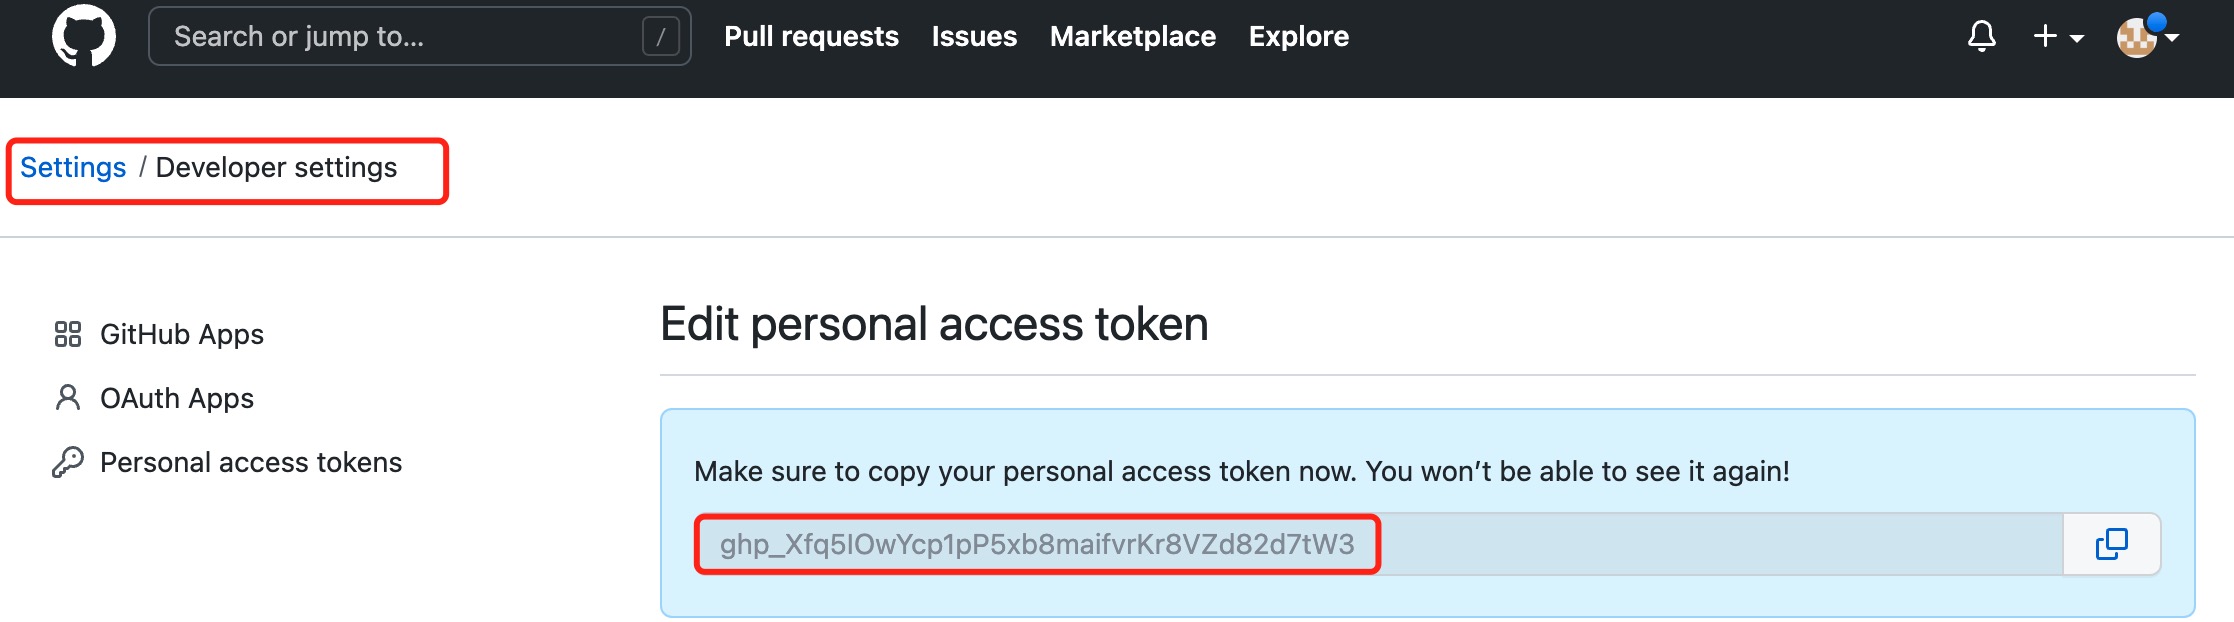 Search or jump to... /
Pull requests Issues Marketplace Explore
Settings / Developer settings
GitHub Apps
OAuth Apps
Personal access tokens
Edit personal access token
Make sure to copy your personal access token now. You won’t be able to see it again!
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